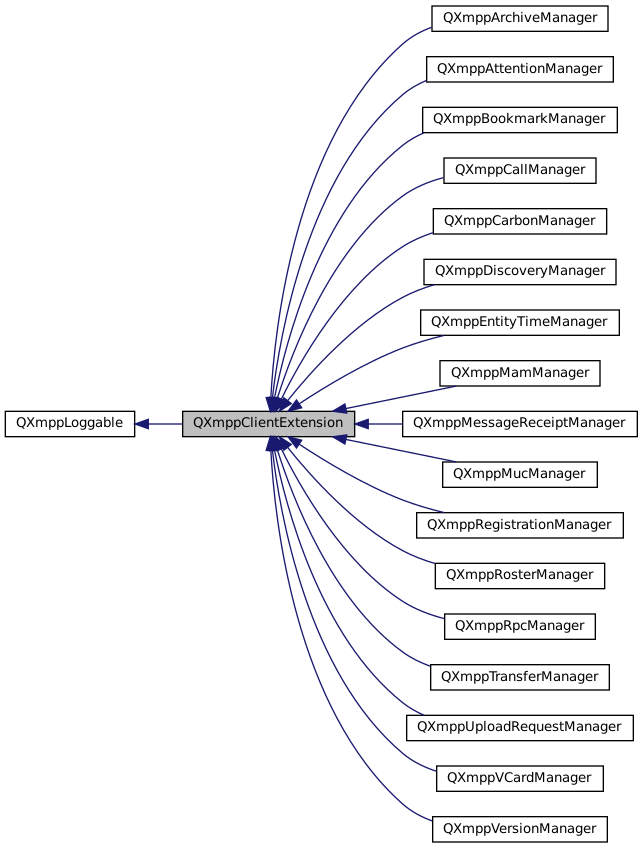 QXmppArchiveManager
QXmppAttentionManager
QXmppBookmarkManager
QXmppCallManager
QXmppCarbonManager
QXmppDiscoveryManager
QXmppEntityTimeManager
QXmppMamManager
QXmppLoggable
QXmppClientExtension
QXmppMessageReceiptManager
QXmppMucManager
QXmppRegistrationManager
QXmppRosterManager
QXmppRpcManager
QXmppTransferManager
QXmppUploadRequestManager
QXmppVCardManager
QXmppVersionManager